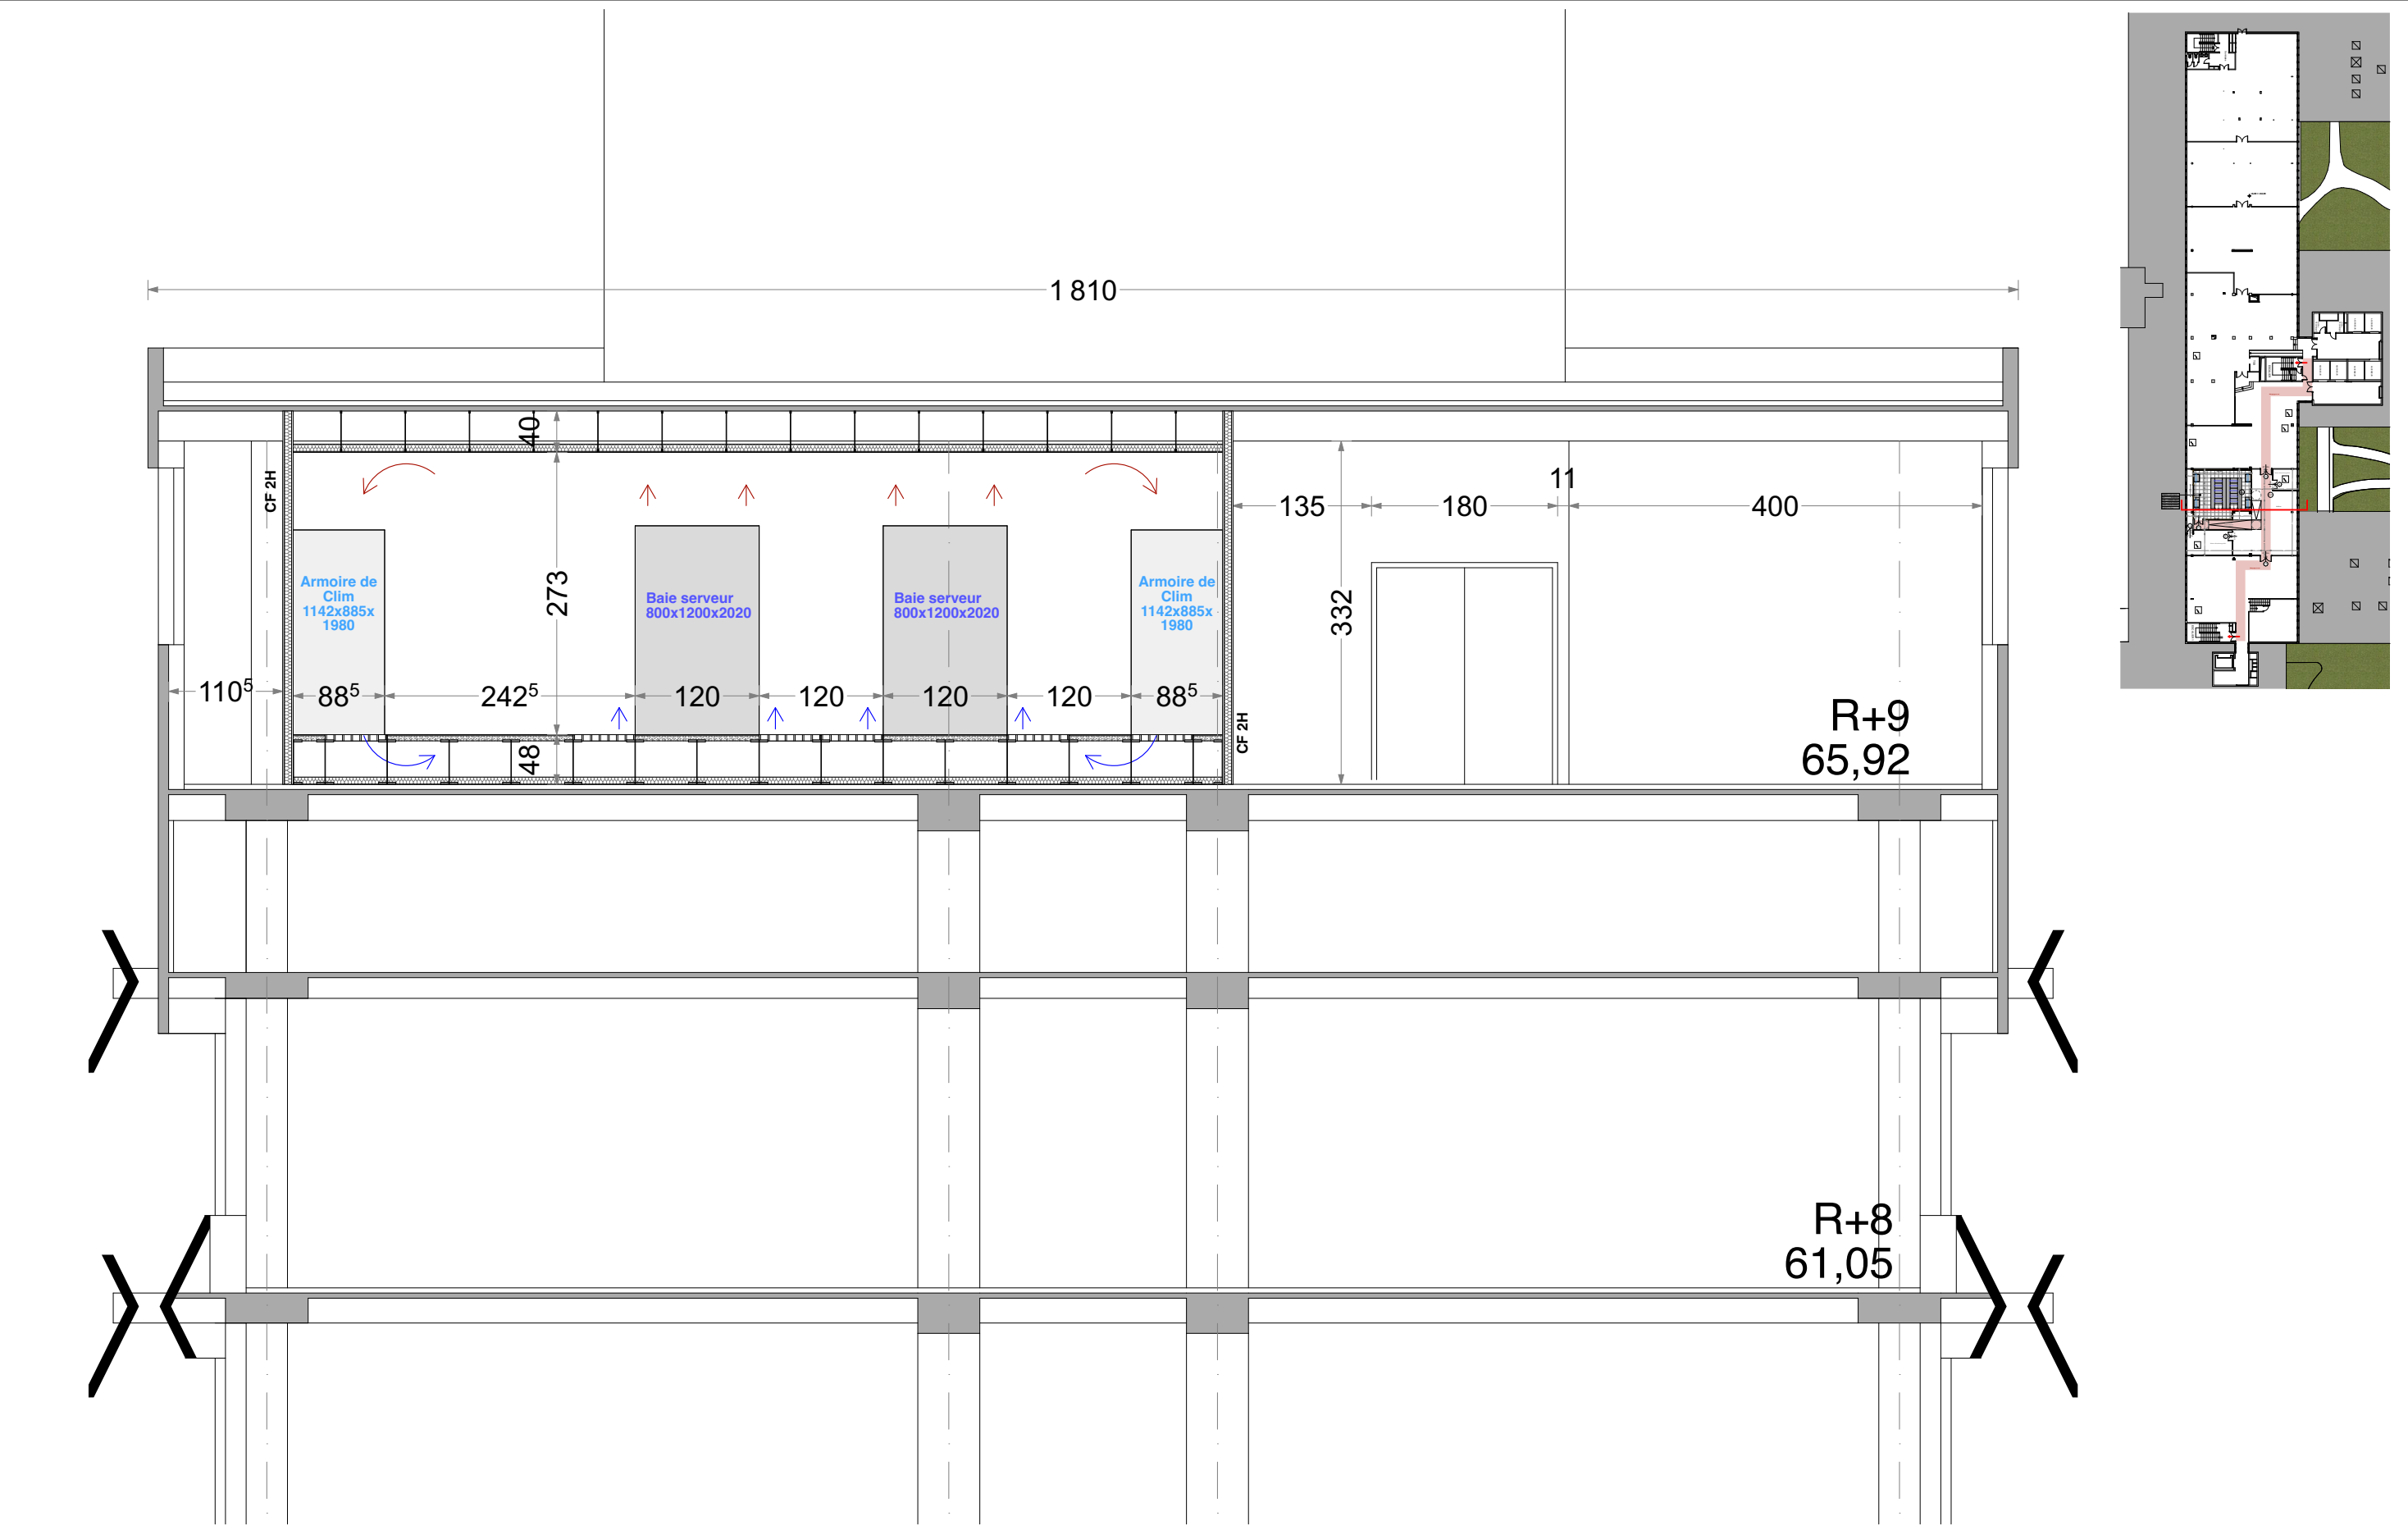 1 810
40
CF 2H
11
135
180
400
273
332
Armoire de
Clim
1142x885x
1980
Baie serveur
800x1200x2020
Baie serveur
800x1200x2020
Armoire de
Clim
1142x885x
1980
110⁵
88⁵
242⁵
120
120
120
120
88⁵
CF 2H
48
R+9
65,92
R+8
61,05